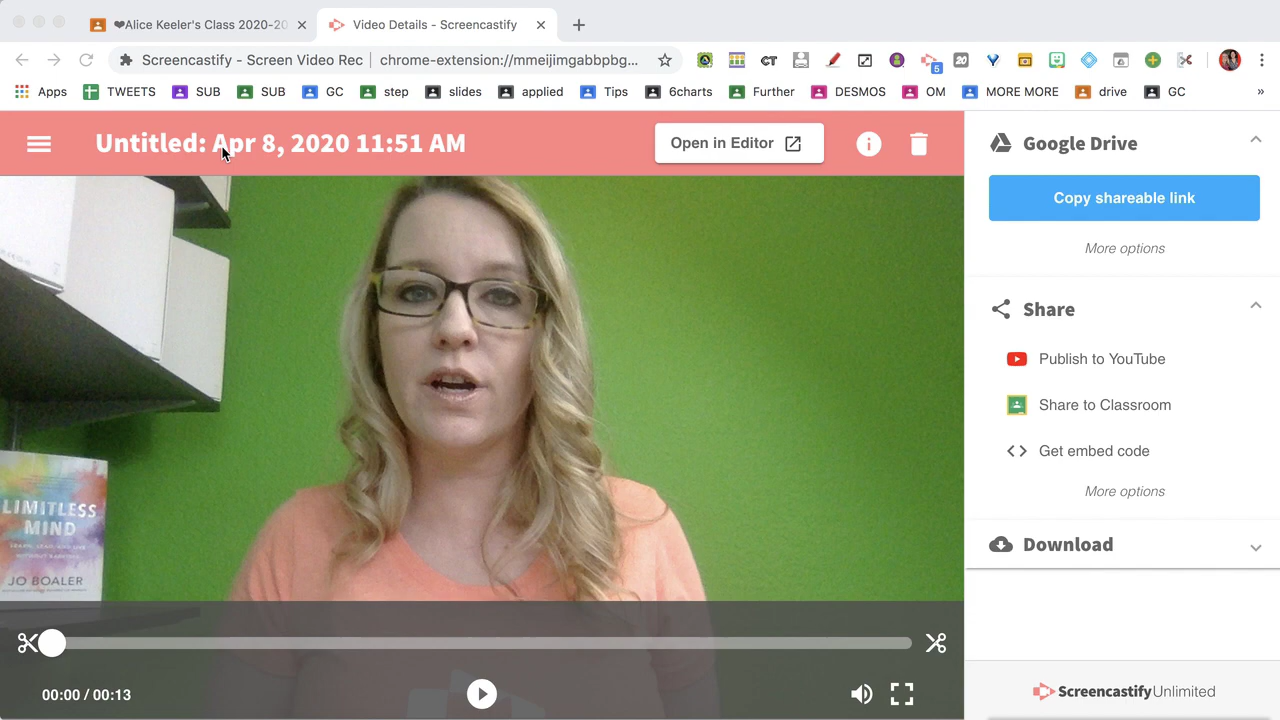 ❤Alice Keeler's Class 2020-20
Video Details - Screencastify
Screencastify - Screen Video Rec
chrome-extension://mmeijimgabbpbg...
CT
5
20
Apps
TWEETS
SUB
SUB
GC
step
slides
applied
Tips
6charts
Further
DESMOS
OM
MORE MORE
drive
GC
»
Untitled: Apr 8, 2020 11:51 AM
Open in Editor
Google Drive
Copy shareable link
More options
Share
Publish to YouTube
Share to Classroom
Get embed code
More options
Download
LIMITLESS
MIND
JO BOALER
00:00 / 00:13
ScreencastifyUnlimited